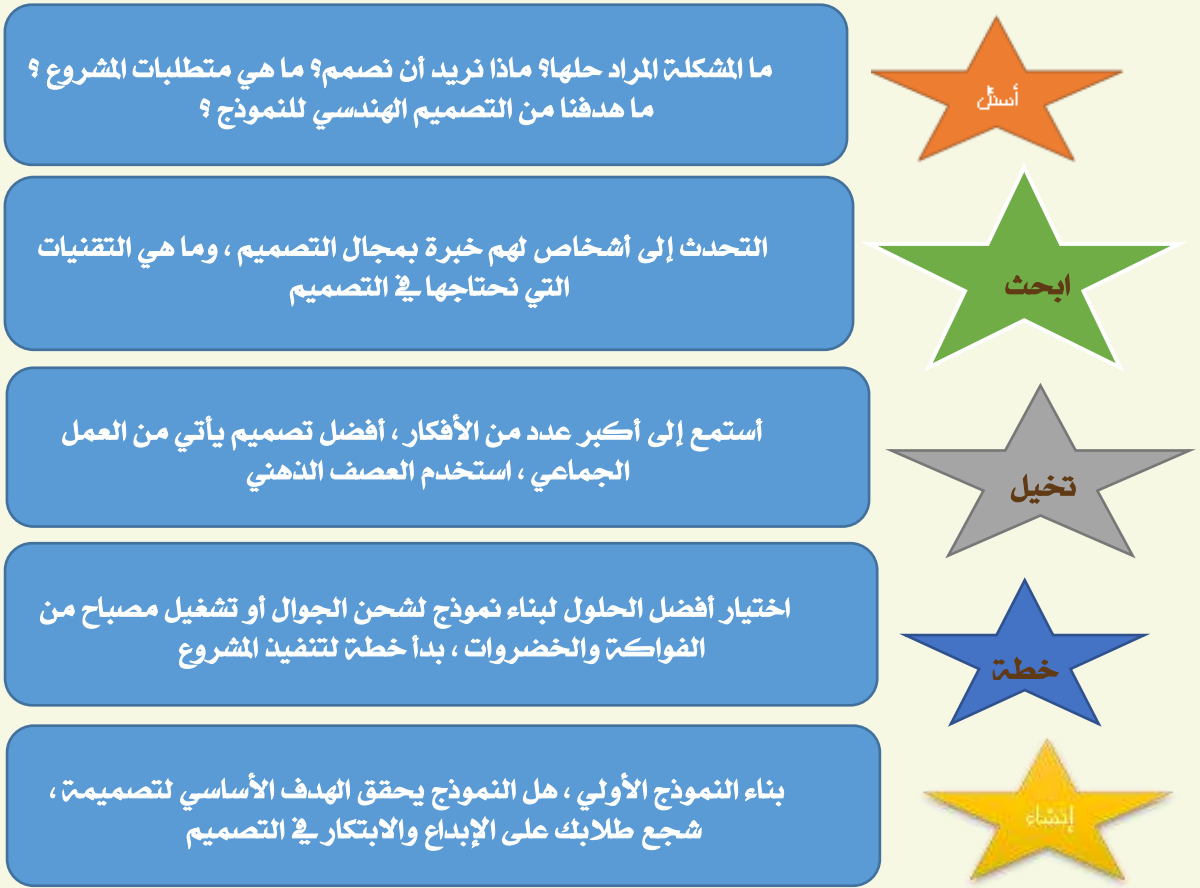 أسئل
ما المشكلة المراد حلها؟ ماذا نريد أن نصمم؟ ما هي متطلبات المشروع ؟
ما هدفنا من التصميم الهندسي للنموذج ؟
ابحث
التحدث إلى أشخاص لهم خبرة بمجال التصميم ، وما هي التقنيات
التي نحتاجها في التصميم
تخيل
أستمع إلى أكبر عدد من الأفكار ، أفضل تصميم يأتي من العمل
الجماعي ، استخدم العصف الذهني
خطة
اختيار أفضل الحلول لبناء نموذج لشحن الجوال أو تشغيل مصباح من
الفواكة والخضروات ، بدأ خطة لتنفيذ المشروع
إنشاء
بناء النموذج الأولي ، هل النموذج يحقق الهدف الأساسي لتصميمة ،
شجع طلابك على الإبداع والابتكار في التصميم